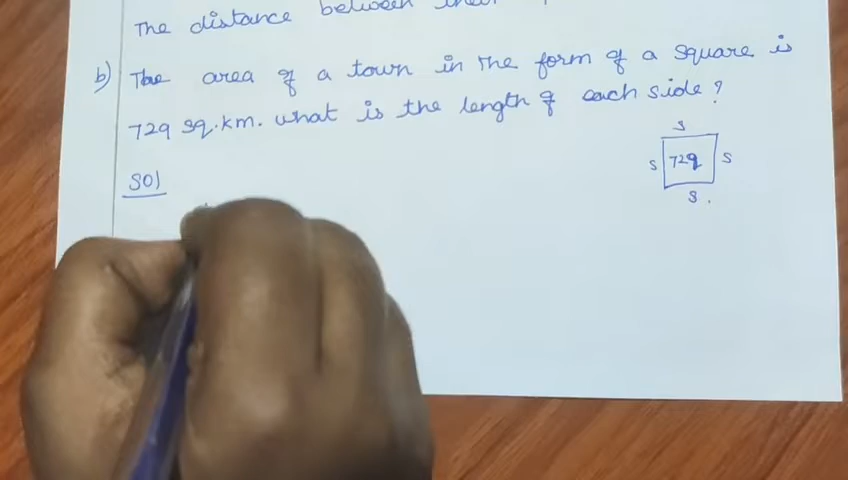 The distance between
b) The area of a town in the form of a square is
729 sq.km. what is the length of each side?
S
S 729 S
S.
Sol